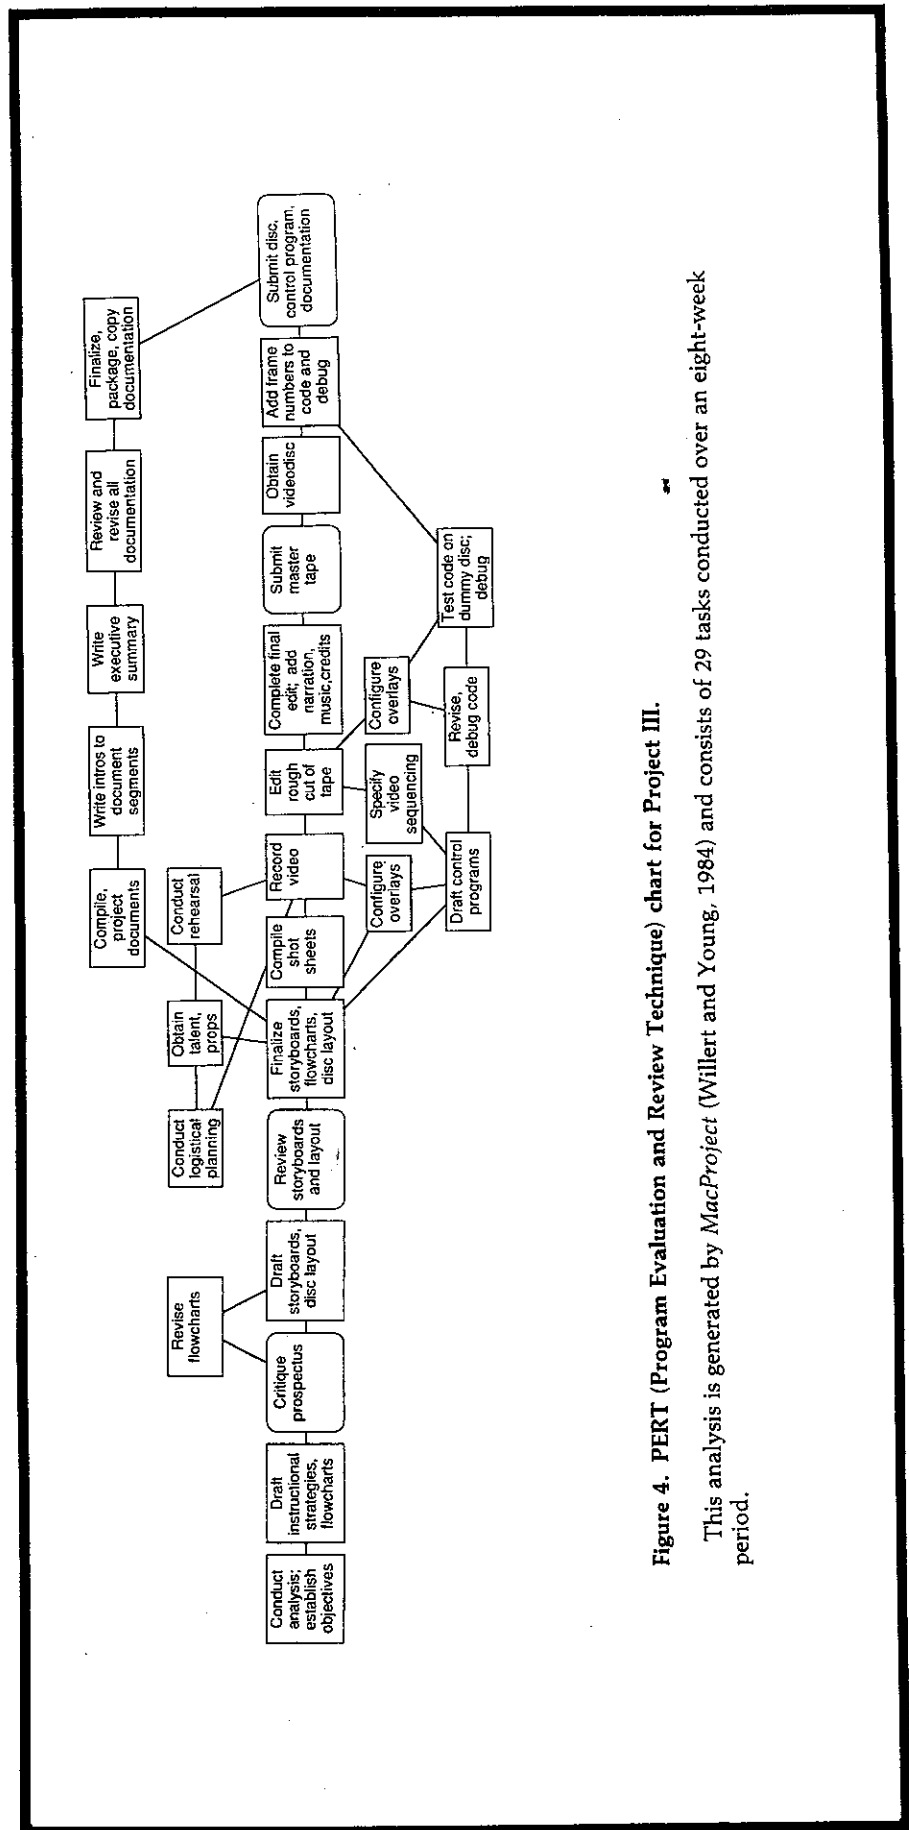 Compile,
project
documents
Write intros to
document
segments
Write
executive
summary
Review and
revise all
documentation
Finalize,
package, copy
documentation
Revise
flowcharts
Conduct
logistical
planning
Obtain
talent,
props
Conduct
rehearsal
Conduct
analysis;
establish
objectives
Draft
instructional
strategies,
flowcharts
Critique
prospectus
Draft
storyboards,
disc layout
Review
storyboards
and layout
Finalize
storyboards,
flowcharts,
disc layout
Compile
shot
sheets
Record
video
Edit
rough
cut of
tape
Complete final
edit; add
narration,
music,credits
Submit
master
tape
Obtain
videodisc
Add frame
numbers to
code and
debug
Submit disc,
control program,
documentation
Configure
overlays
Specify
video
sequencing
Configure
overlays
Draft control
programs
Revise,
debug code
Test code on
dummy disc;
debug
Figure 4. PERT (Program Evaluation and Review Technique) chart for Project III.
This analysis is generated by MacProject (Willert and Young, 1984) and consists of 29 tasks conducted over an eight-week
period.